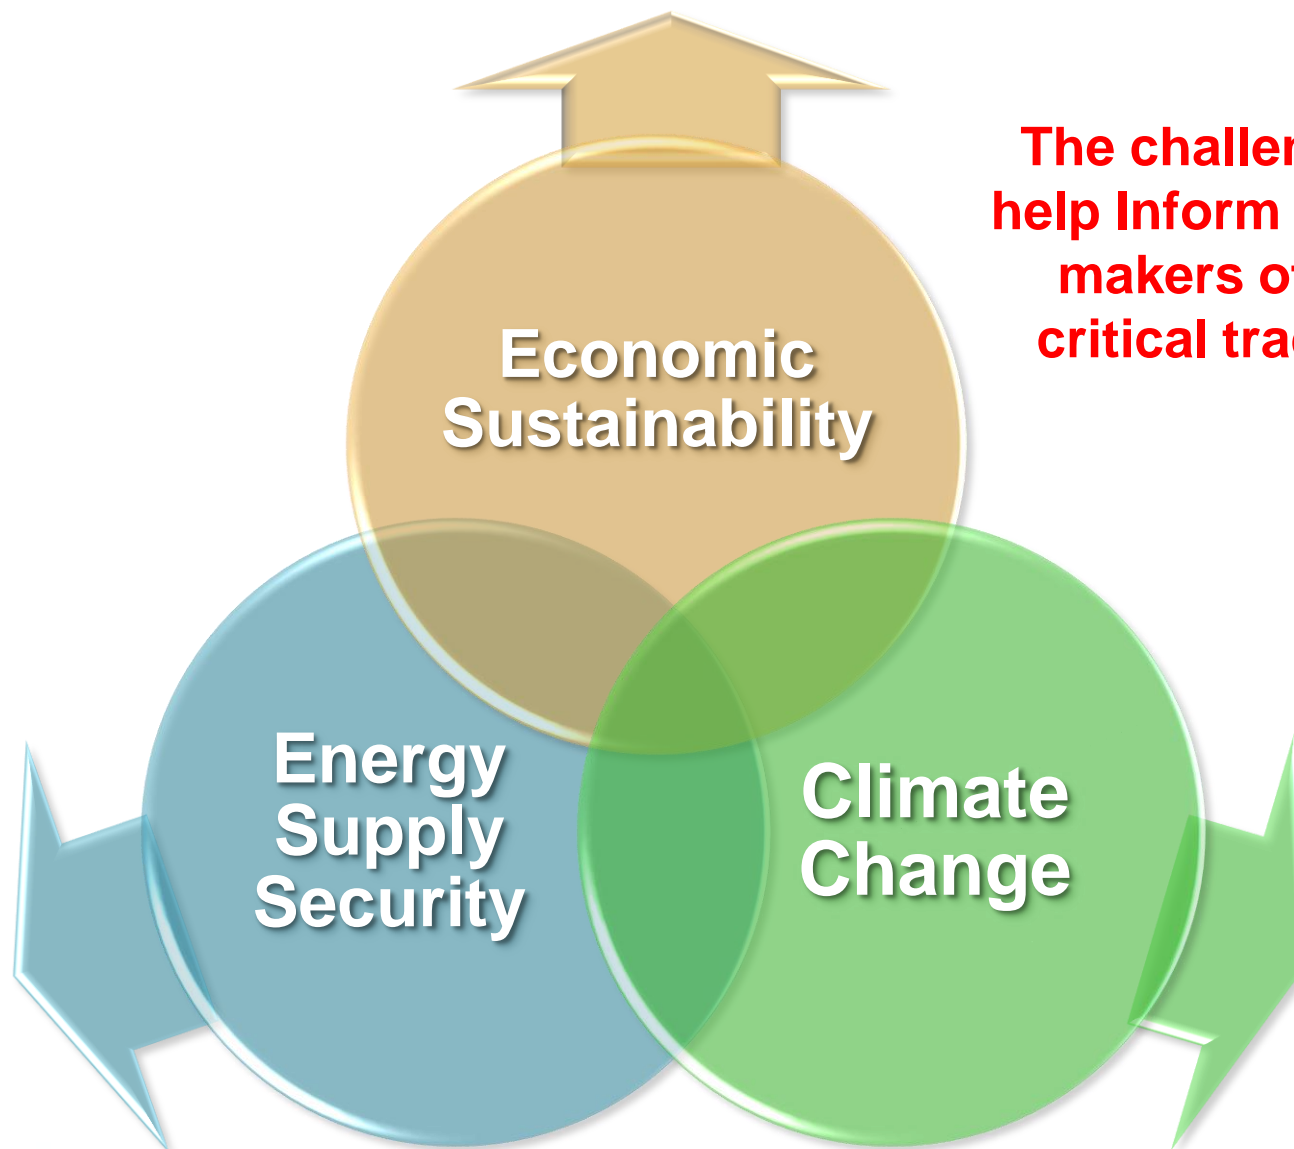 The
help Inform
makers
critical
Economic
Sustainability
Energy
Supply
Security
Climate
Change